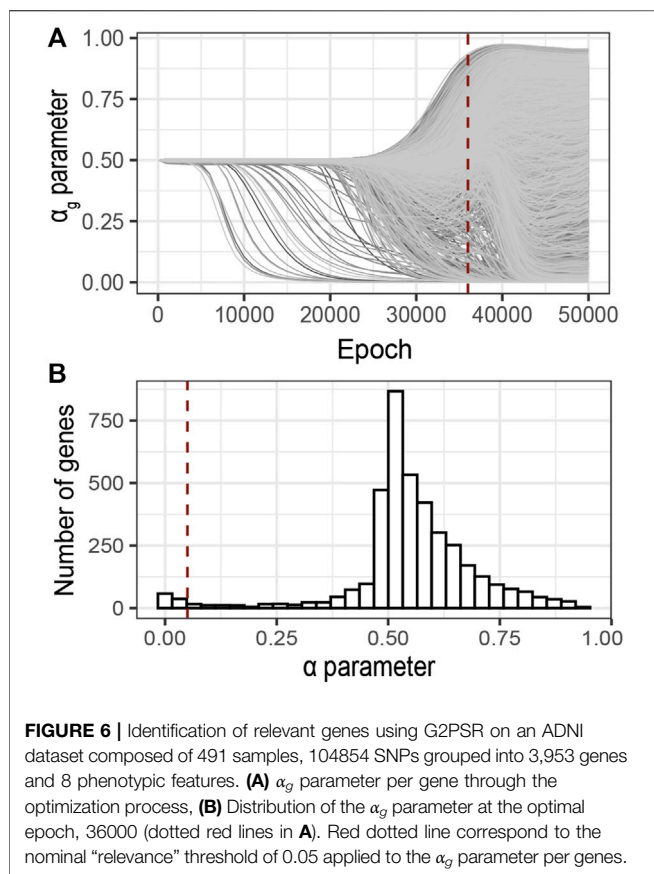 A
1.00
0.75
0.50
0.25
0.00
αg parameter
0 10000 20000 30000 40000 50000
Epoch
B
750
500
250
0
Number of genes
0.00 0.25 0.50 0.75 1.00
α parameter
FIGURE 6 | Identification of relevant genes using G2PSR on an ADNI
dataset composed of 491 samples, 104854 SNPs grouped into 3,953 genes
and 8 phenotypic features. (A) αg parameter per gene through the
optimization process, (B) Distribution of the αg parameter at the optimal
epoch, 36000 (dotted red lines in A). Red dotted line correspond to the
nominal “relevance” threshold of 0.05 applied to the αg parameter per genes.